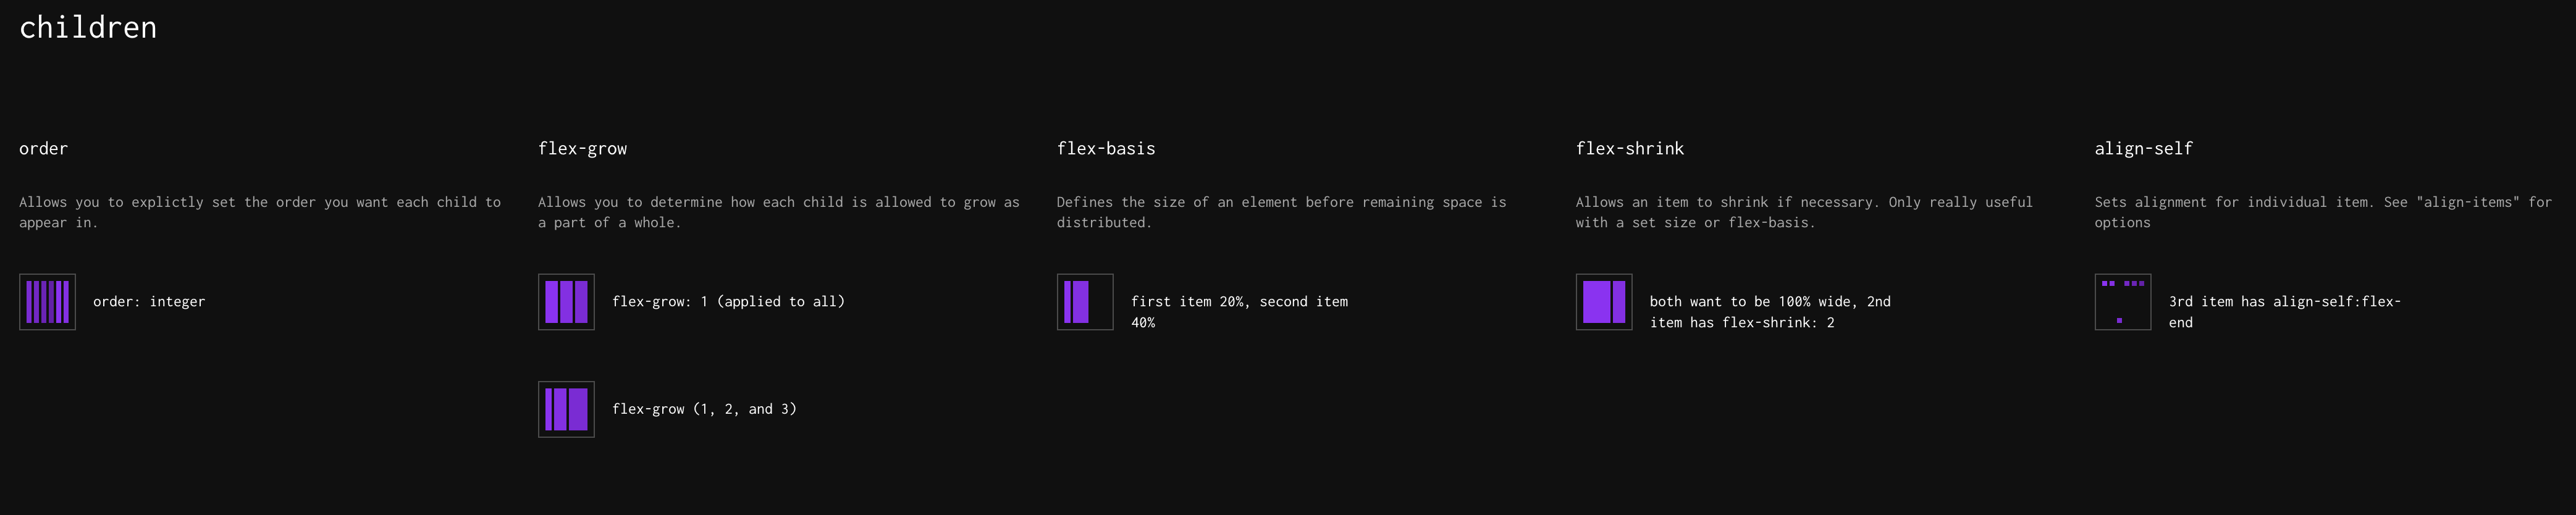 children
order
Allows you to explictly set the order you want each child to
appear in.
order: integer
flex-grow
Allows you to determine how each child is allowed to grow as
a part of a whole.
flex-grow: 1 (applied to all)
flex-grow (1, 2, and 3)
flex-basis
Defines the size of an element before remaining space is
distributed.
first item 20%, second item
40%
flex-shrink
Allows an item to shrink if necessary. Only really useful
with a set size or flex-basis.
both want to be 100% wide, 2nd
item has flex-shrink: 2
align-self
Sets alignment for individual item. See "align-items" for
options
3rd item has align-self:flex-
end